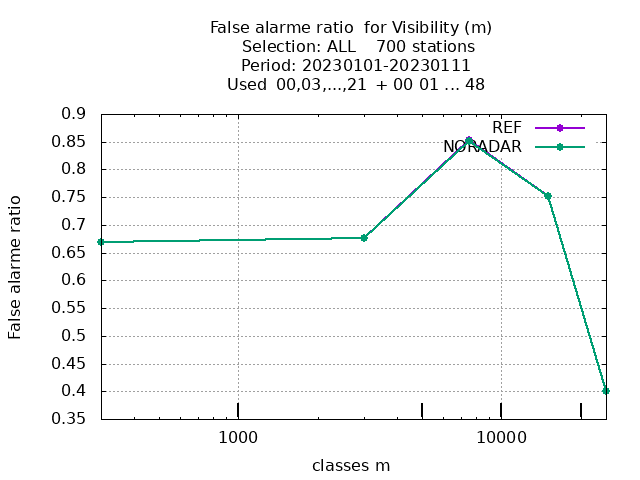 False alarme ratio  for Visibility (m)
Selection: ALL    700 stations
Period: 20230101-20230111
Used  00,03,...,21  + 00 01 ... 48
REF
NORADAR
0.9
0.85
0.8
0.75
0.7
0.65
0.6
0.55
0.5
0.45
0.4
0.35
False alarme ratio
1000
10000
classes m